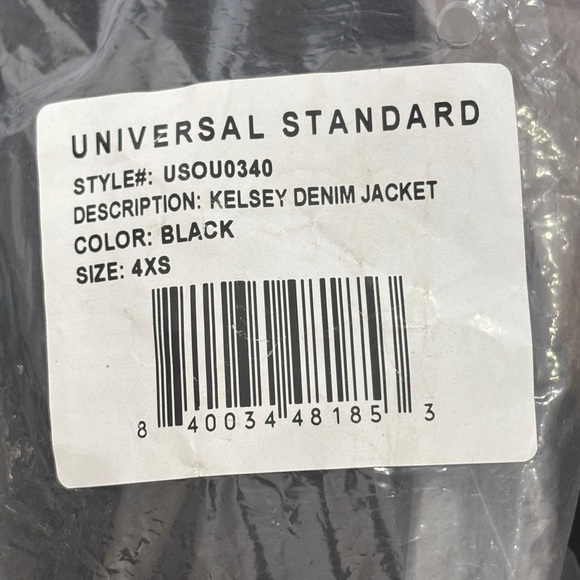 UNIVERSAL STANDARD
STYLE#: USOU0340
DESCRIPTION: KELSEY DENIM JACKET
COLOR: BLACK
SIZE: 4XS
8 40034 48185 3